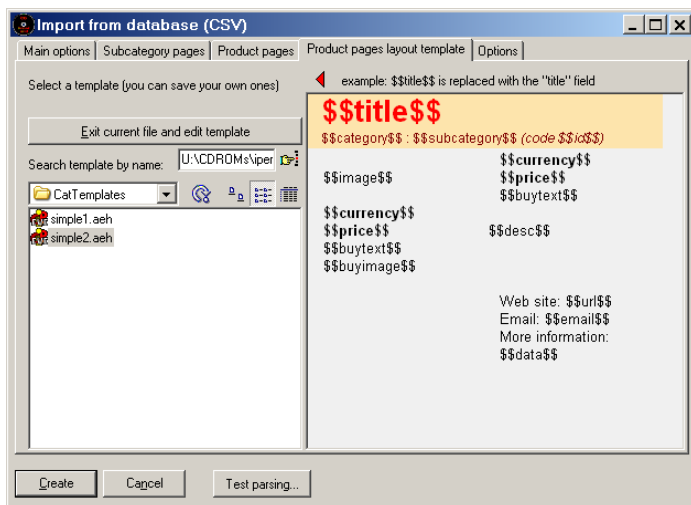 Import from database (CSV)
Main options
Subcategory pages
Product pages
Product pages layout template
Options
Select a template (you can save your own ones)
Exit current file and edit template
Search template by name:
U:\CDROMs\iper
CatTemplates
simple1.aeh
simple2.aeh
example: $$title$$ is replaced with the "title" field
$$title$$
$$category$$ : $$subcategory$$ (code $$id$$)
$$image$$
$$currency$$
$$price$$
$$buytext$$
$$currency$$
$$price$$
$$buytext$$
$$buyimage$$
$$desc$$
Web site: $$url$$
Email: $$email$$
More information:
$$data$$
Create
Cancel
Test parsing...